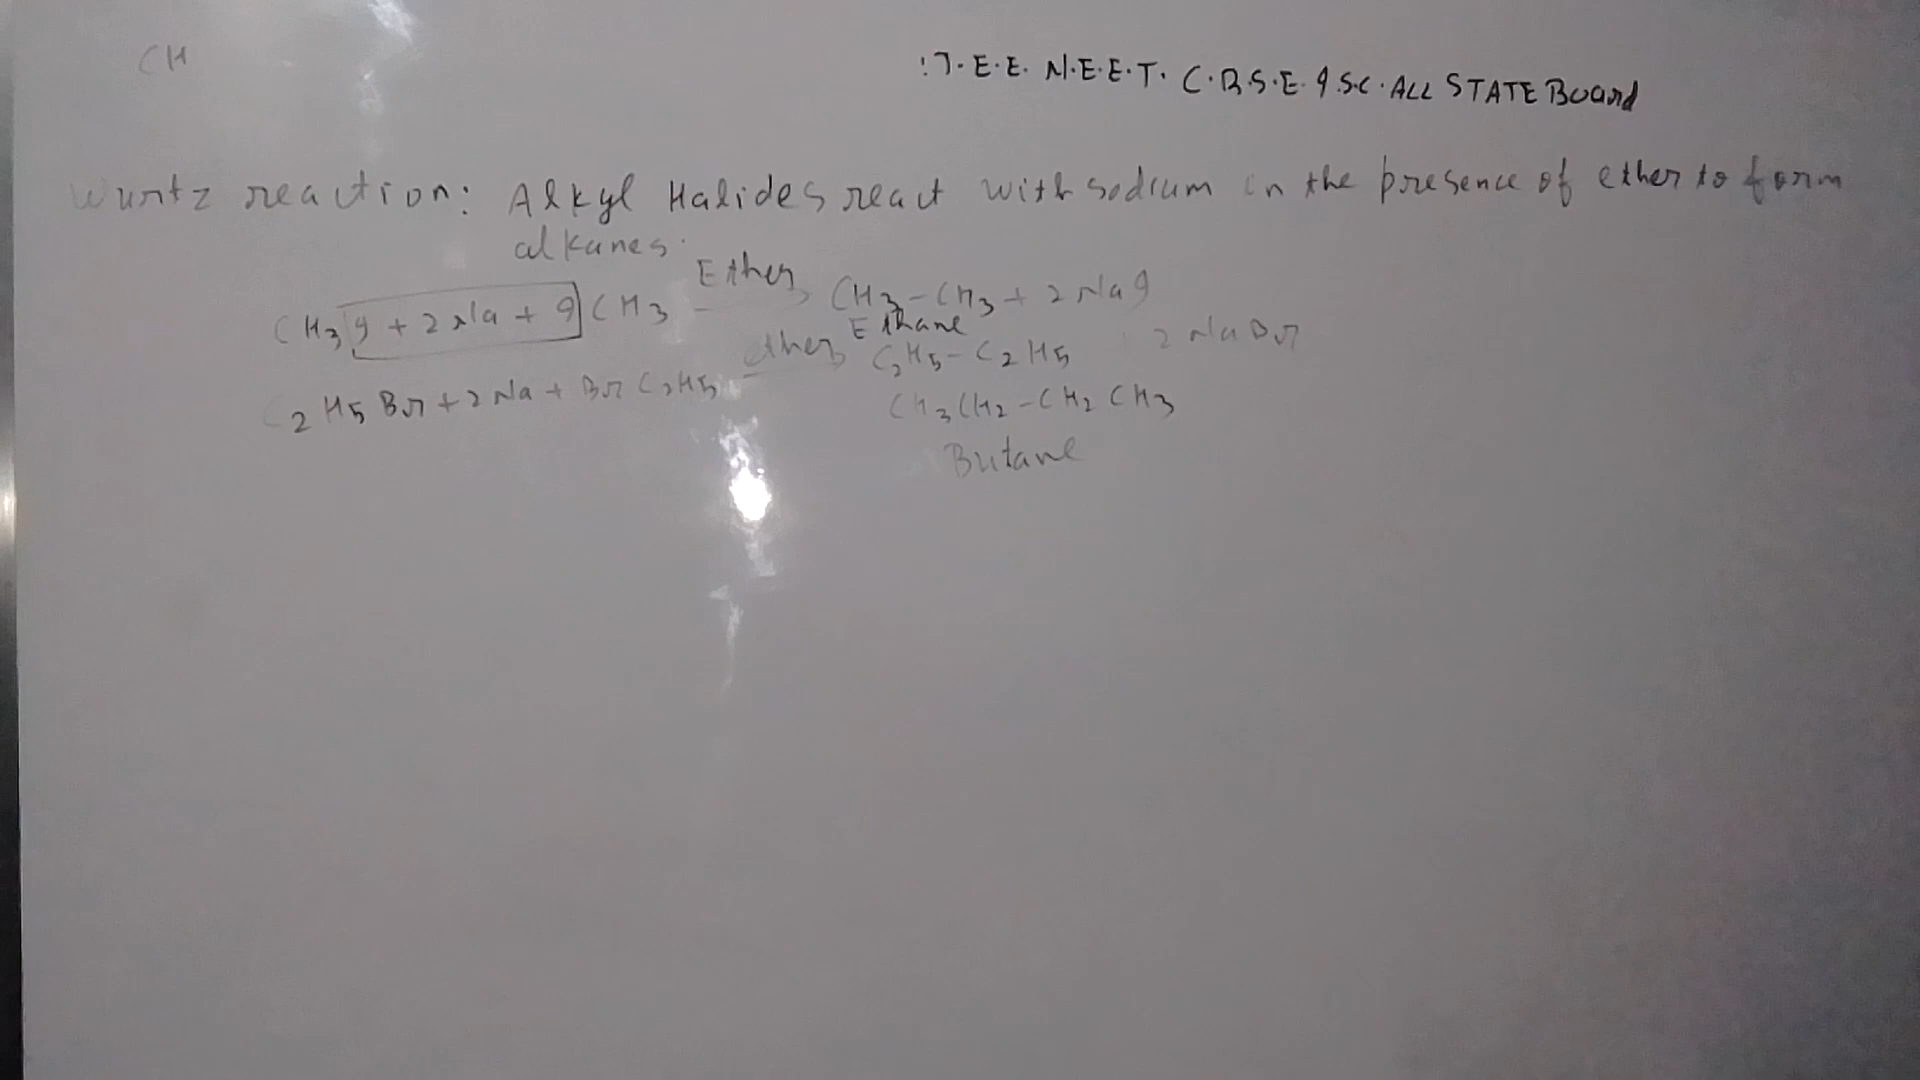 CH
: J.E.E. N.E.E.T. C.B.S.E. I.S.C. ALL STATE Board
Wurtz reaction: Alkyl Halides react with sodium in the presence of ether to form
alkanes.
CH3I + 2Na + ICH3 Ether CH3-CH3 + 2NaI
Ethane
C2H5Br + 2Na + BrC2H5 ether C2H5-C2H5 2NaBr
CH3CH2-CH2CH3
Butane